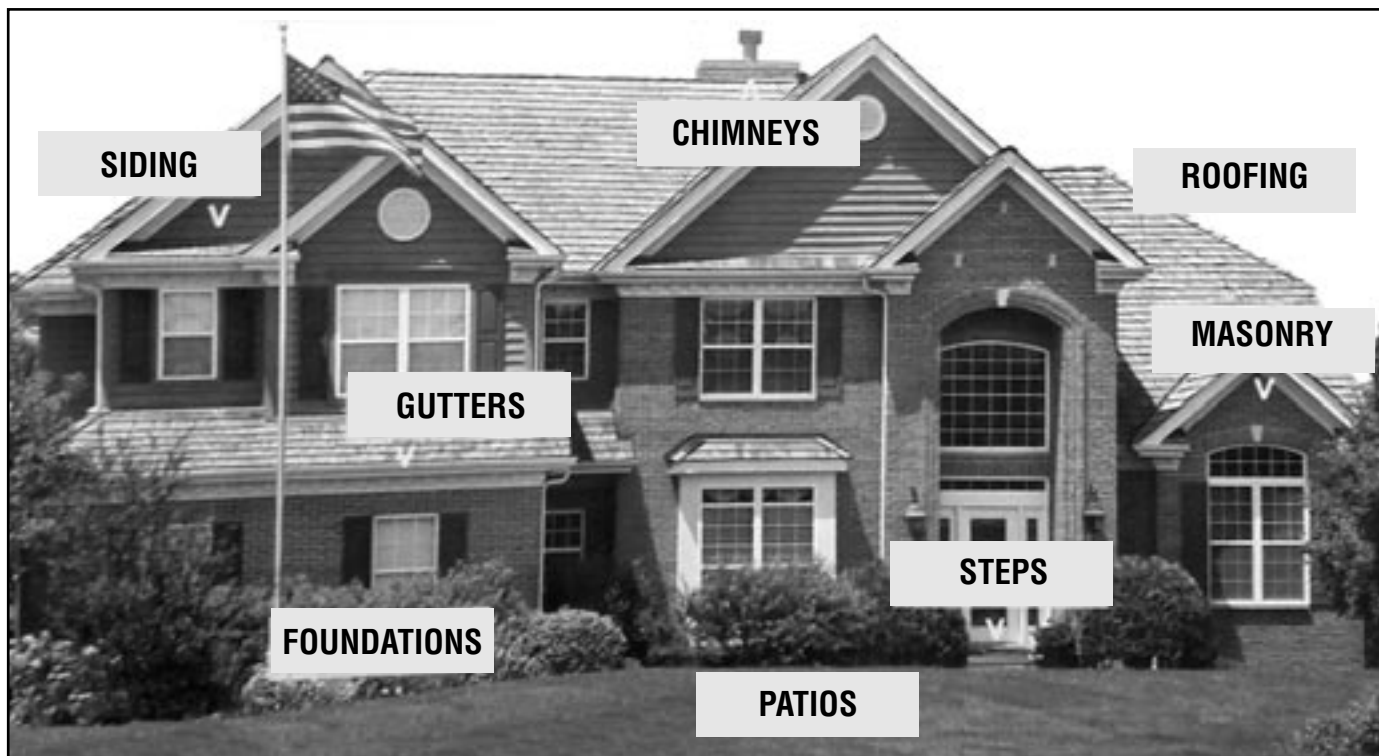 CHIMNEYS
SIDING
ROOFING
MASONRY
GUTTERS
STEPS
FOUNDATIONS
PATIOS